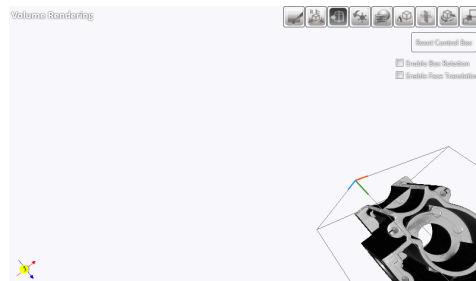 Volume Rendering
Reset Control Box
Enable Box Rotation
Enable Face Translation